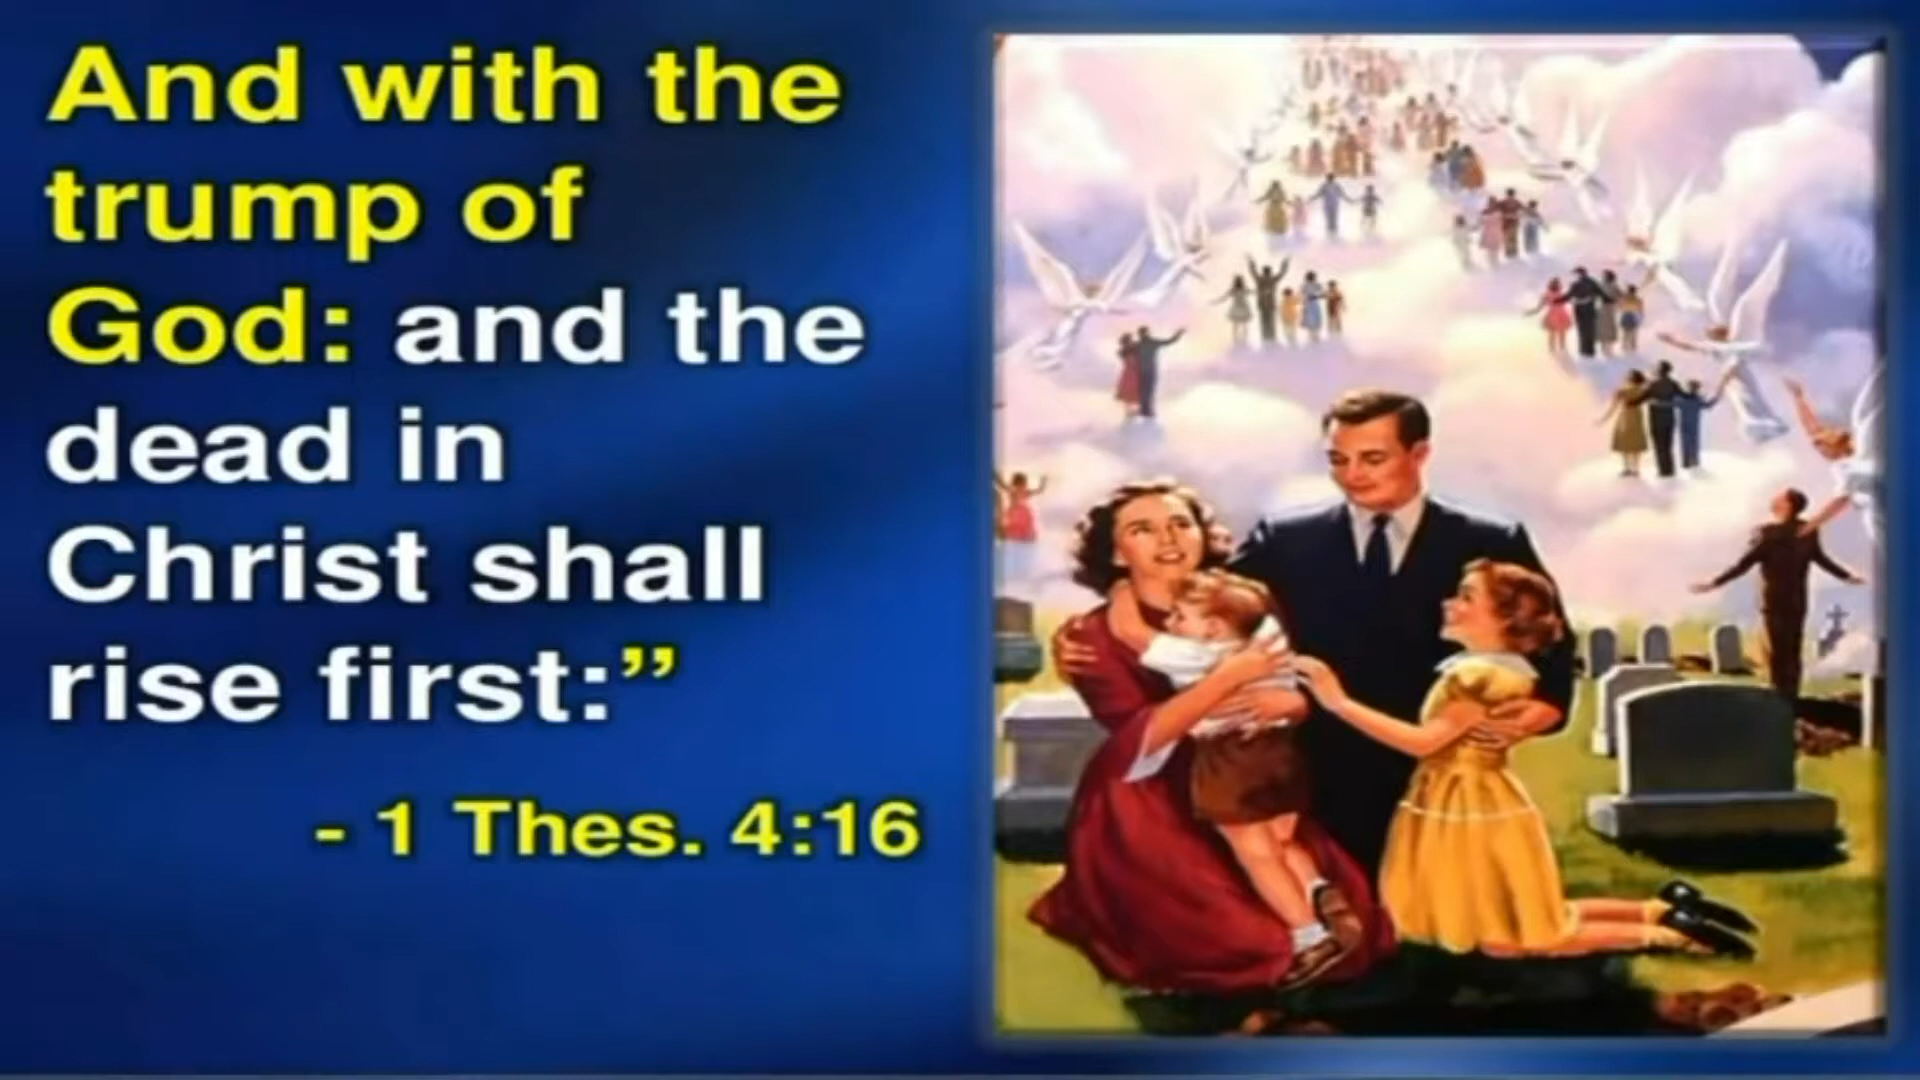 And with the
trump of
God: and the
dead in
Christ shall
rise first:”
- 1 Thes. 4:16